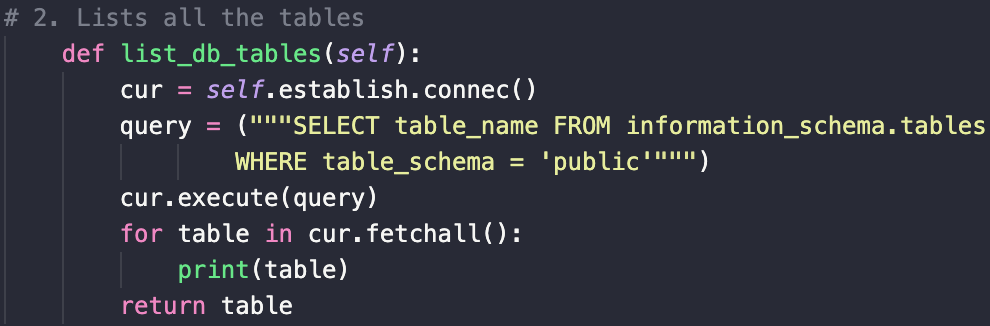 # 2. Lists all the tables
    def list_db_tables(self):
        cur = self.establish.connec()
        query = ("""SELECT table_name FROM information_schema.tables
                WHERE table_schema = 'public'""")
        cur.execute(query)
        for table in cur.fetchall():
            print(table)
        return table